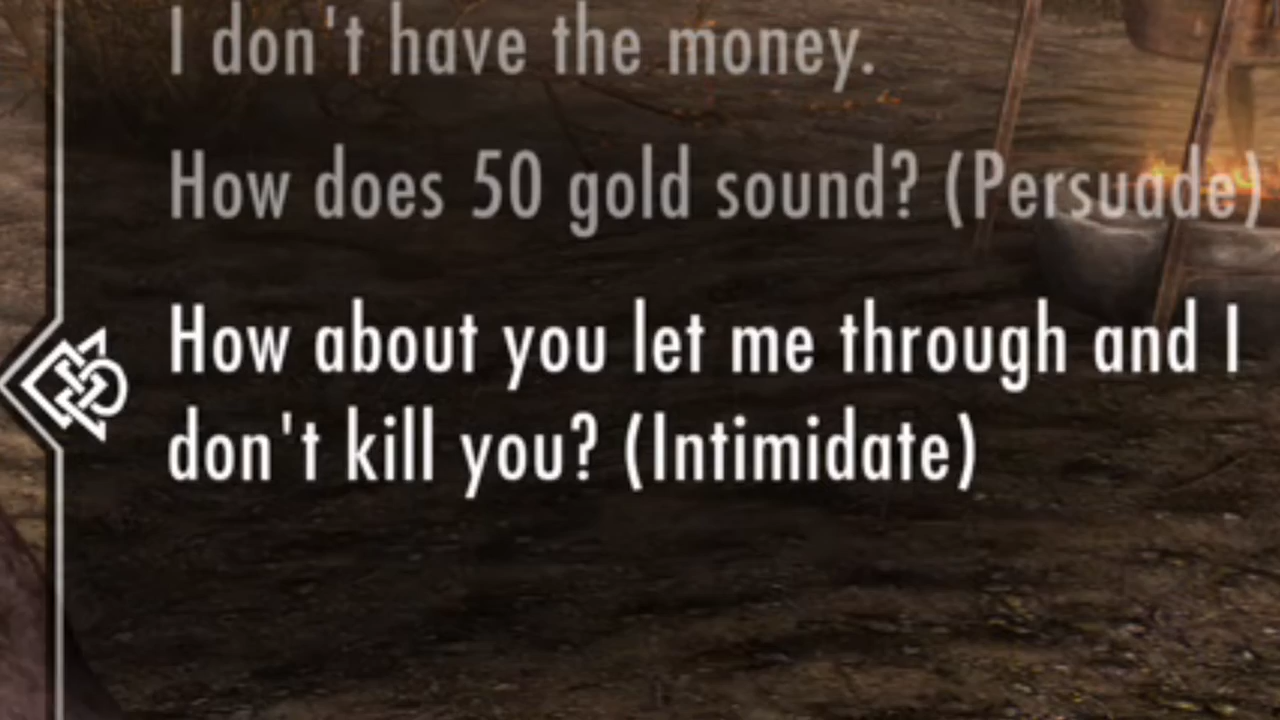 I don't have the money.
How does 50 gold sound? (Persuade)
How about you let me through and I
don't kill you? (Intimidate)